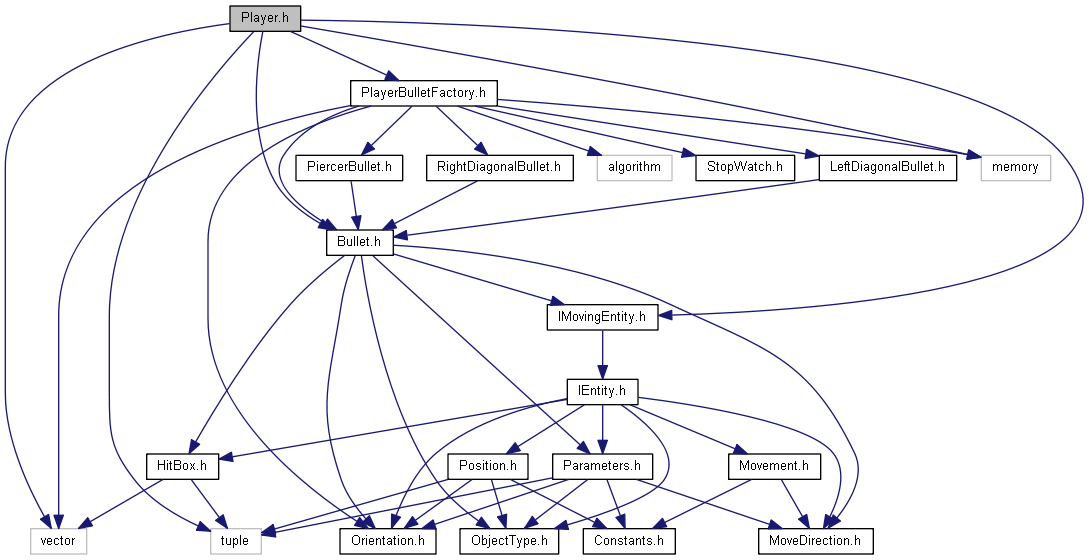 Player.h
PlayerBulletFactory.h
PiercerBullet.h
RightDiagonalBullet.h
algorithm
StopWatch.h
LeftDiagonalBullet.h
memory
Bullet.h
IMovingEntity.h
IEntity.h
HitBox.h
Position.h
Parameters.h
Movement.h
vector
tuple
Orientation.h
ObjectType.h
Constants.h
MoveDirection.h